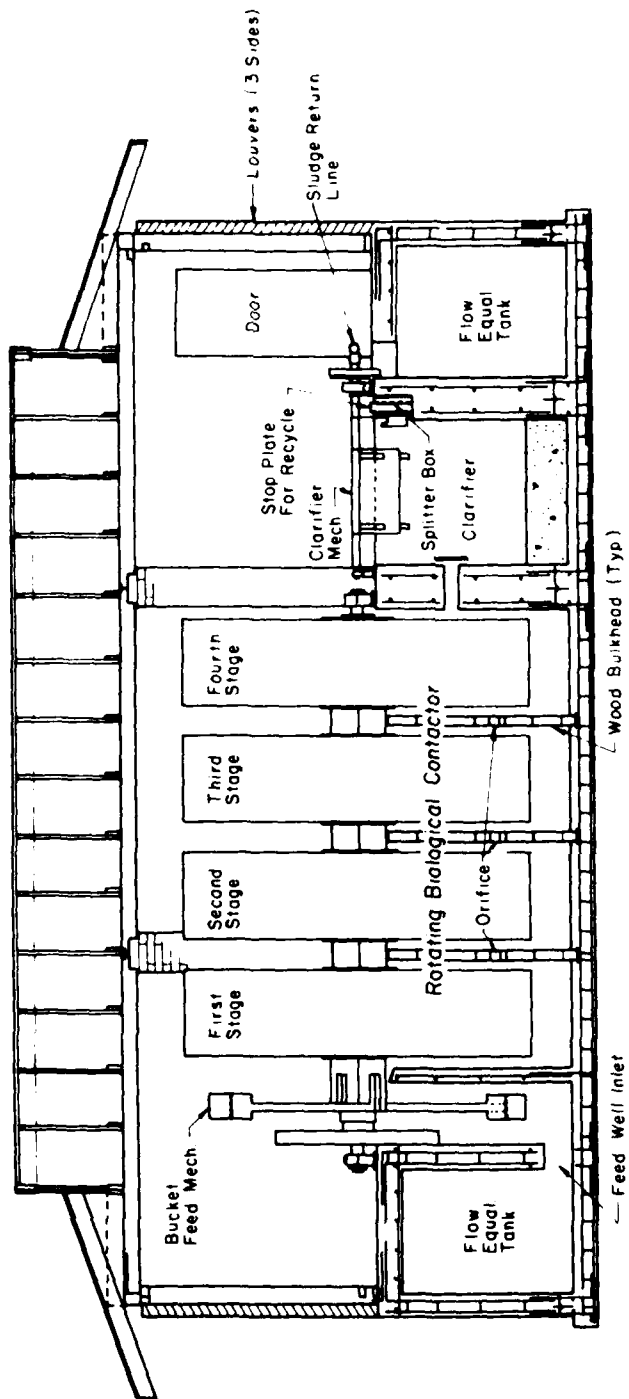 Louvers (3 Sides)
Sludge Return
Line
Door
Stop Plate
For Recycle
Clarifier
Mech
Flow
Equal
Tank
Splitter Box
Clarifier
Fourth
Stage
Third
Stage
Second
Stage
First
Stage
Rotating Biological Contactor
Orifice
Wood Bulkhead (Typ)
Bucket
Feed Mech
Flow
Equal
Tank
Feed Well Inlet